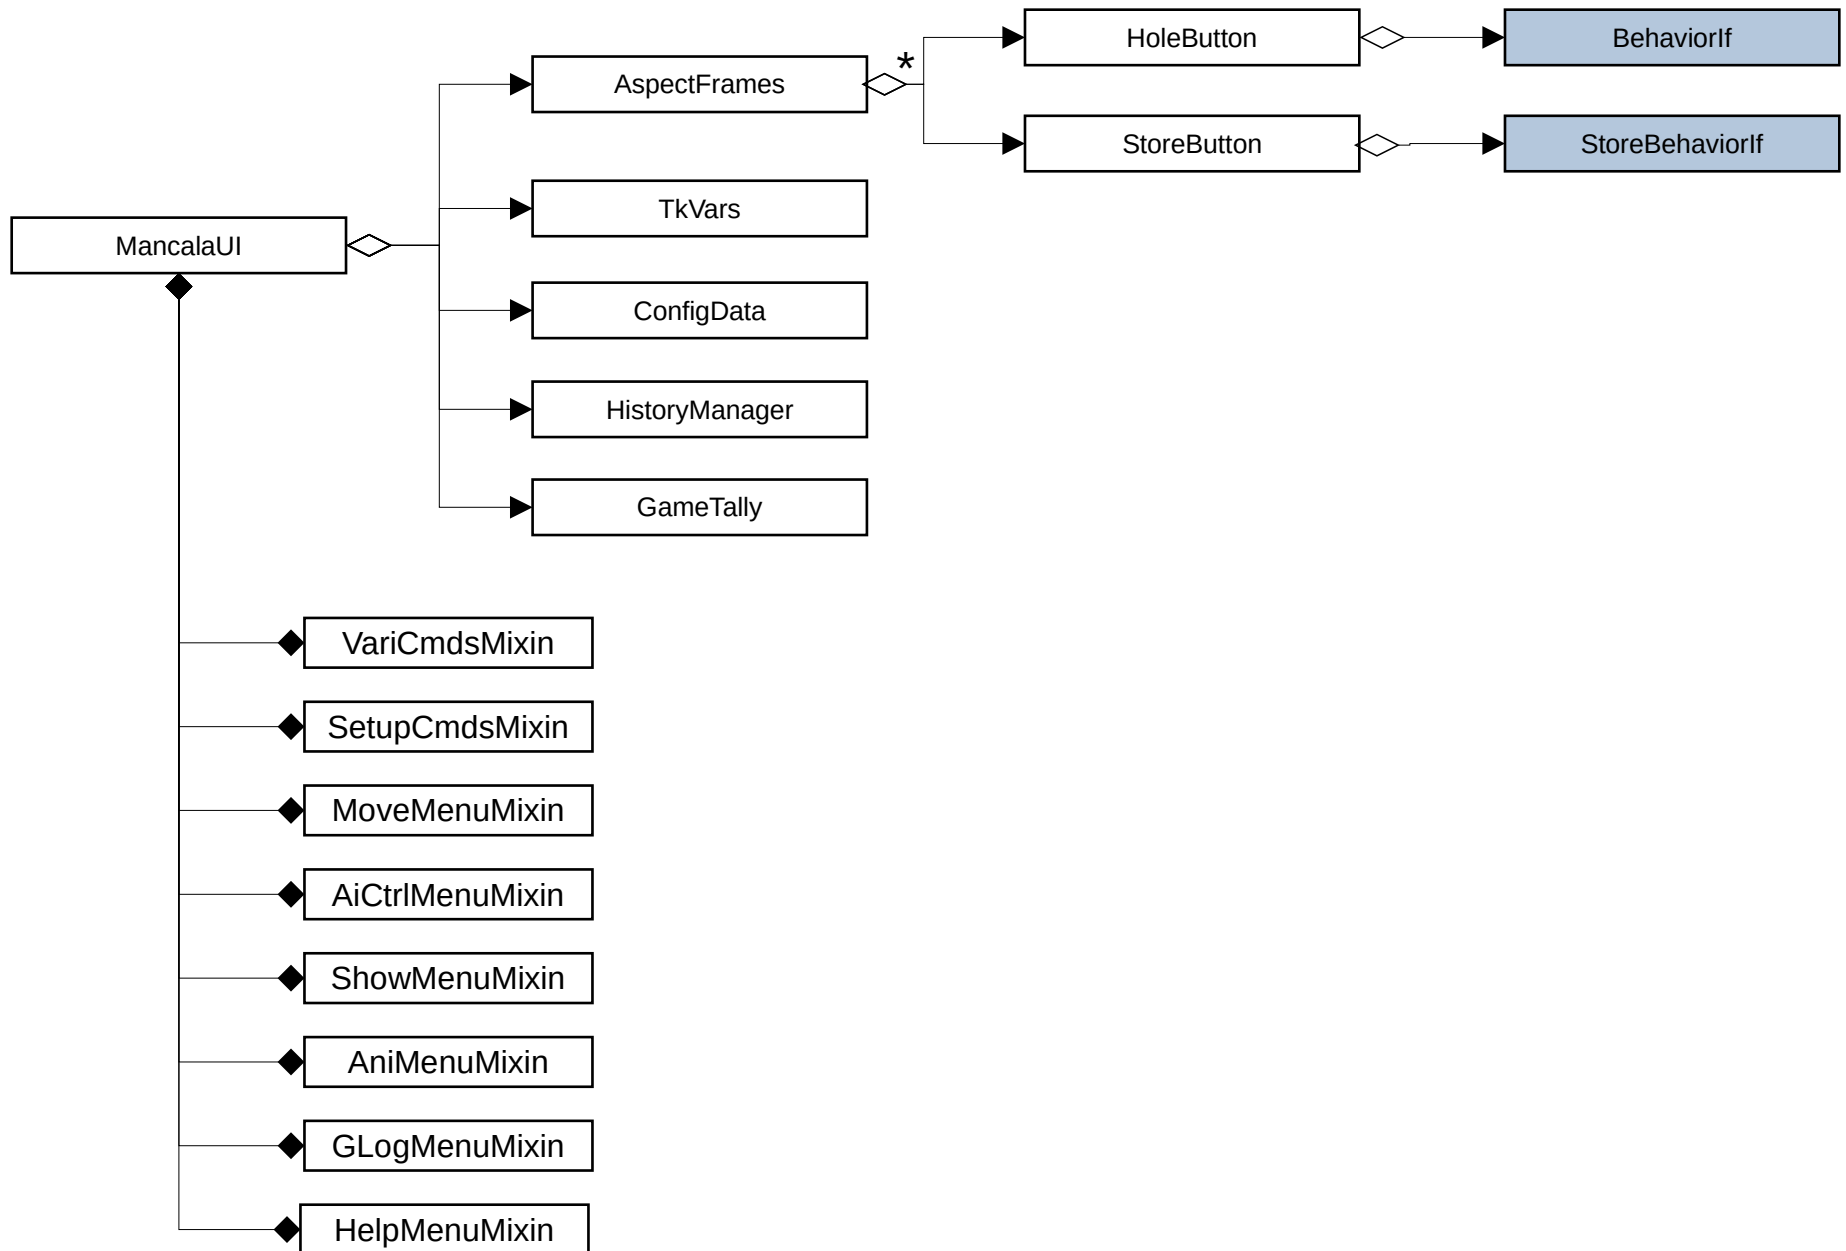 HoleButton
BehaviorIf
AspectFrames
*
StoreButton
StoreBehaviorIf
TkVars
MancalaUI
ConfigData
HistoryManager
GameTally
VariCmdsMixin
SetupCmdsMixin
MoveMenuMixin
AiCtrlMenuMixin
ShowMenuMixin
AniMenuMixin
GLogMenuMixin
HelpMenuMixin